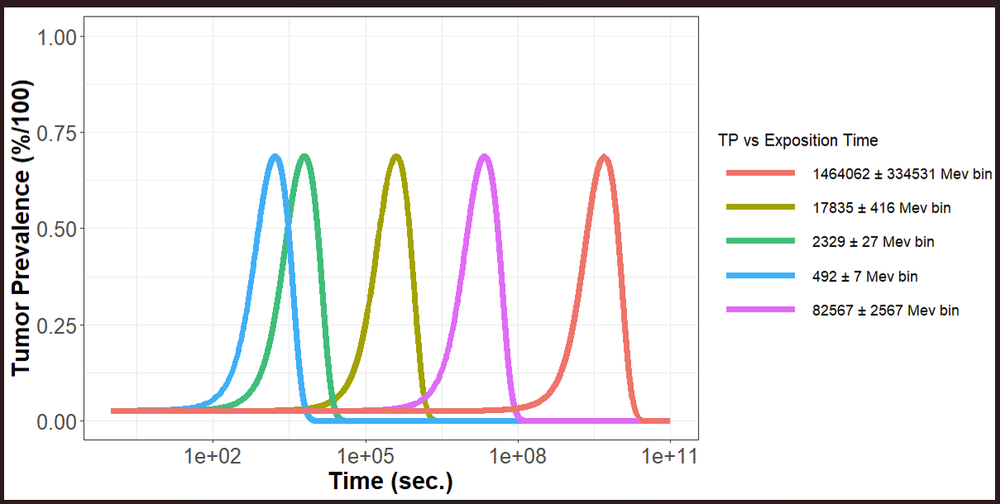 1.00
0.75
0.50
0.25
0.00
Tumor Prevalence (%/100)
1e+02 1e+05 1e+08 1e+11
Time (sec.)
TP vs Exposition Time
1464062 ± 334531 Mev bin
17835 ± 416 Mev bin
2329 ± 27 Mev bin
492 ± 7 Mev bin
82567 ± 2567 Mev bin